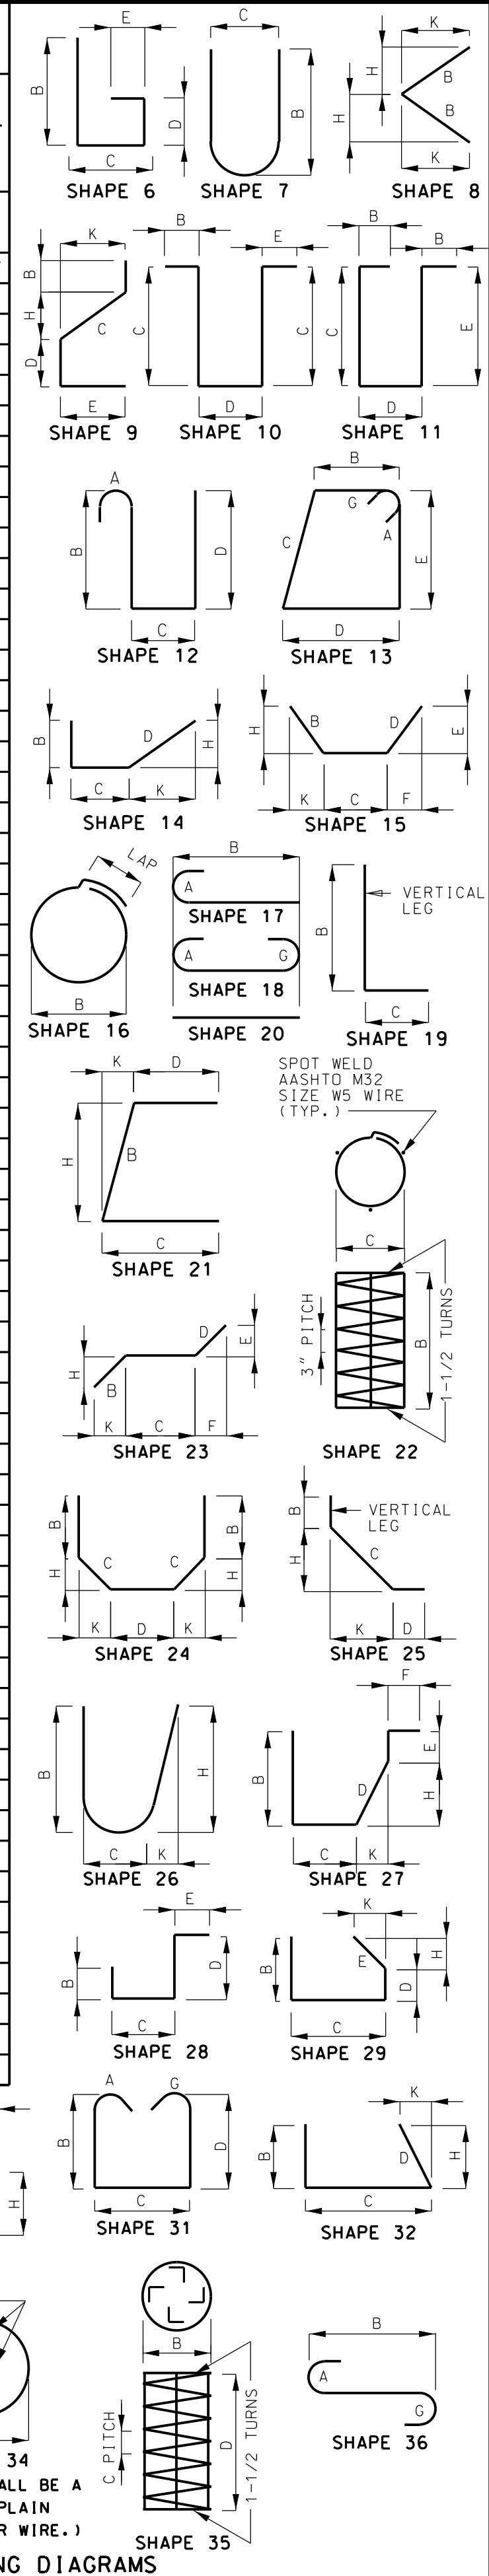 E
C
K
B
D
C
B
H
H
B
B
K
SHAPE 6
SHAPE 7
SHAPE 8
K
B
H
D
C
E
B
E
C
C
D
B
B
C
E
D
SHAPE 9
SHAPE 10
SHAPE 11
A
B
D
C
B
G
A
C
E
D
SHAPE 12
SHAPE 13
B
D
H
C
K
H
B
D
E
K
C
F
SHAPE 14
SHAPE 15
LAP
B
SHAPE 16
B
A
SHAPE 17
A
G
SHAPE 18
SHAPE 20
B
VERTICAL
LEG
C
SHAPE 19
K
D
H
B
C
SHAPE 21
SPOT WELD
AASHTO M32
SIZE W5 WIRE
(TYP.)
C
3" PITCH
B
1-1/2 TURNS
SHAPE 22
D
E
H
B
K
C
F
SHAPE 23
B
B
H
C
C
H
K
D
K
SHAPE 24
B
VERTICAL
LEG
H
C
K
D
SHAPE 25
B
H
C
K
SHAPE 26
F
B
E
D
H
C
K
SHAPE 27
E
B
D
C
SHAPE 28
K
B
E
H
D
C
SHAPE 29
A
G
B
D
C
SHAPE 31
K
B
D
H
C
SHAPE 32
H
B
C PITCH
D
1-1/2 TURNS
SHAPE 35
B
A
G
SHAPE 36
34
ALL BE A
PLAIN
R WIRE.)
NG DIAGRAMS